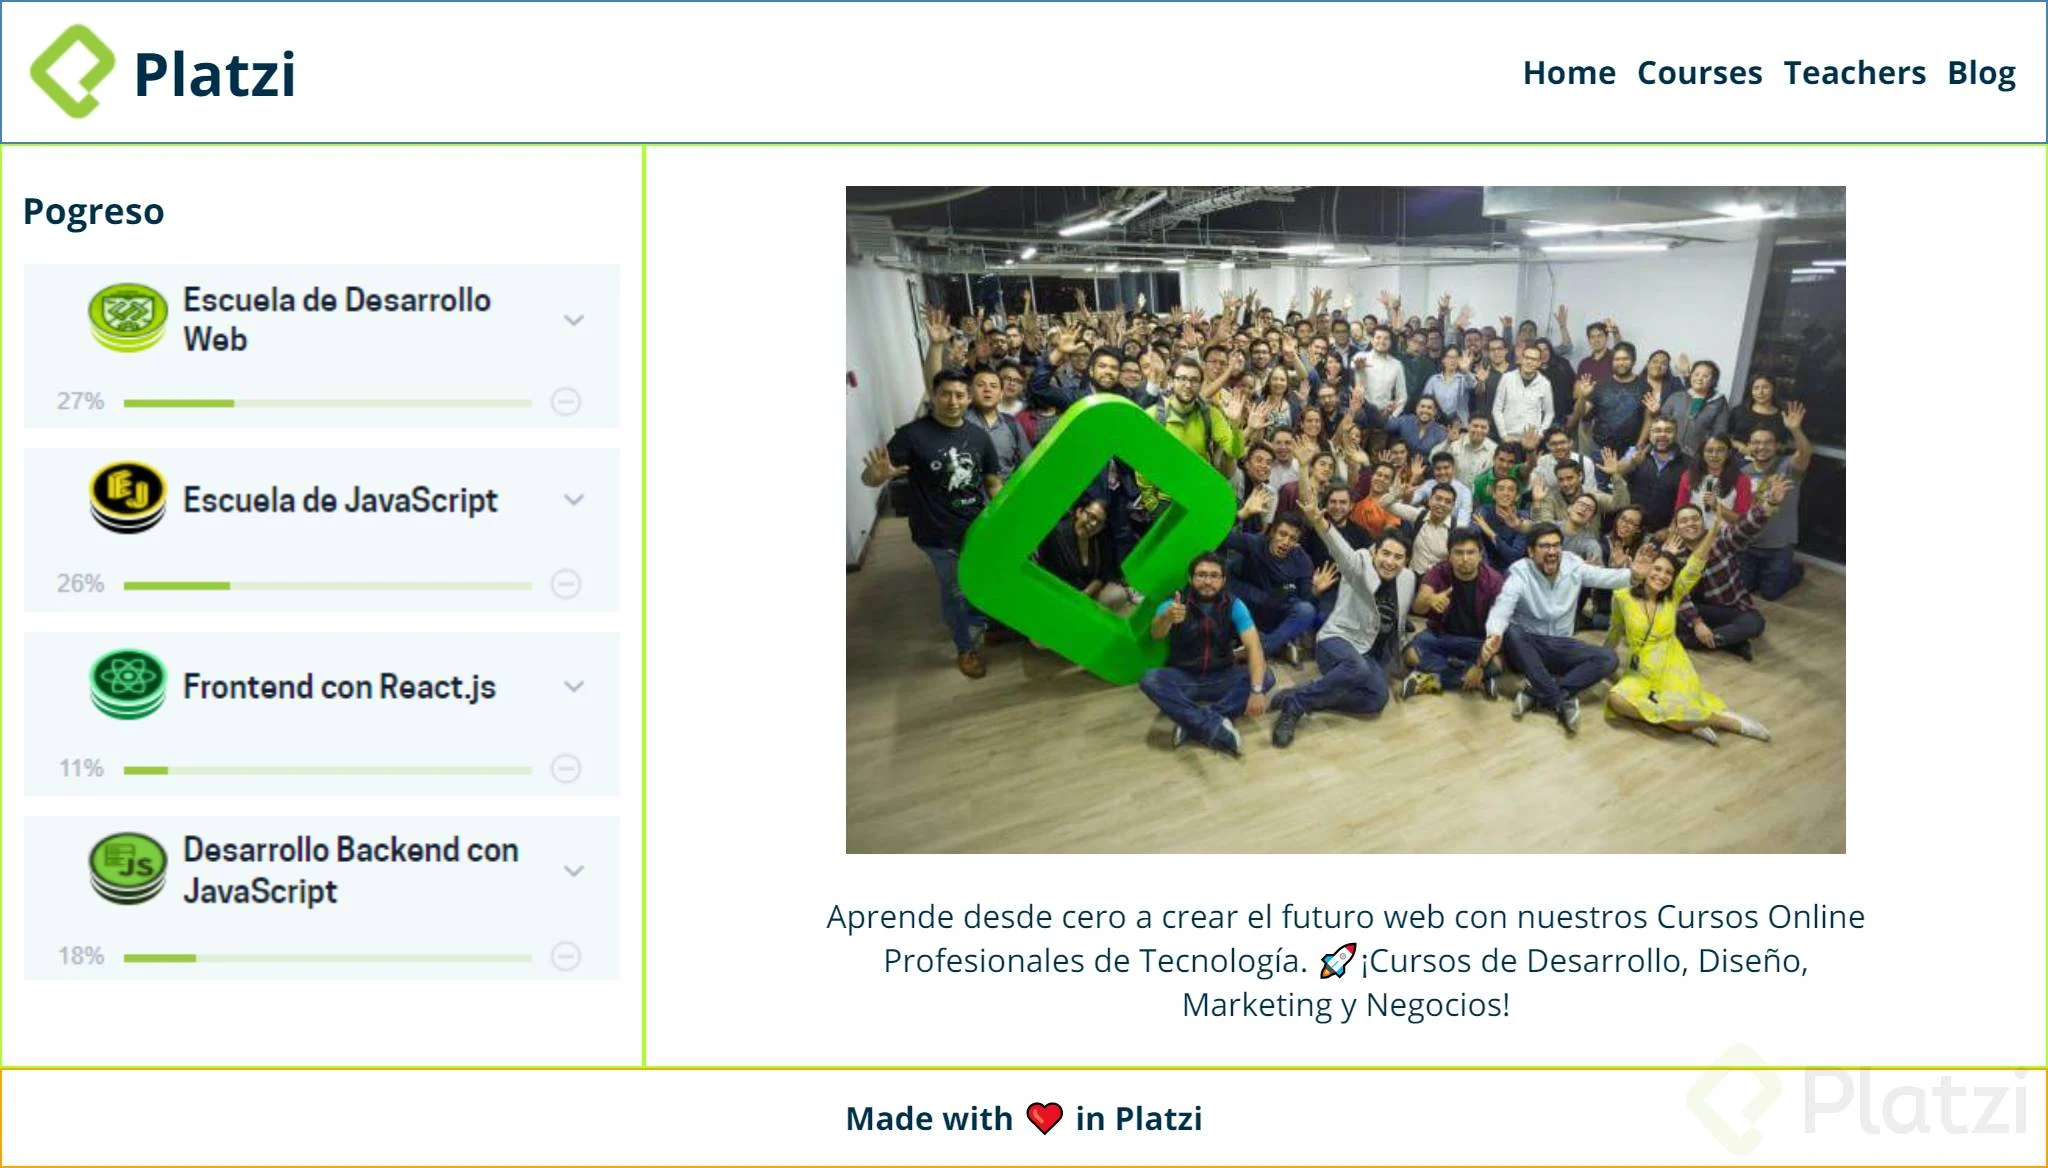 Platzi
Home Courses Teachers Blog
Pogreso
Escuela de Desarrollo
Web
27%
EJ
Escuela de JavaScript
26%
Frontend con React.js
11%
JS
Desarrollo Backend con
JavaScript
18%
Aprende desde cero a crear el futuro web con nuestros Cursos Online
Profesionales de Tecnología. 🚀¡Cursos de Desarrollo, Diseño,
Marketing y Negocios!
Made with ❤️ in Platzi
Platzi